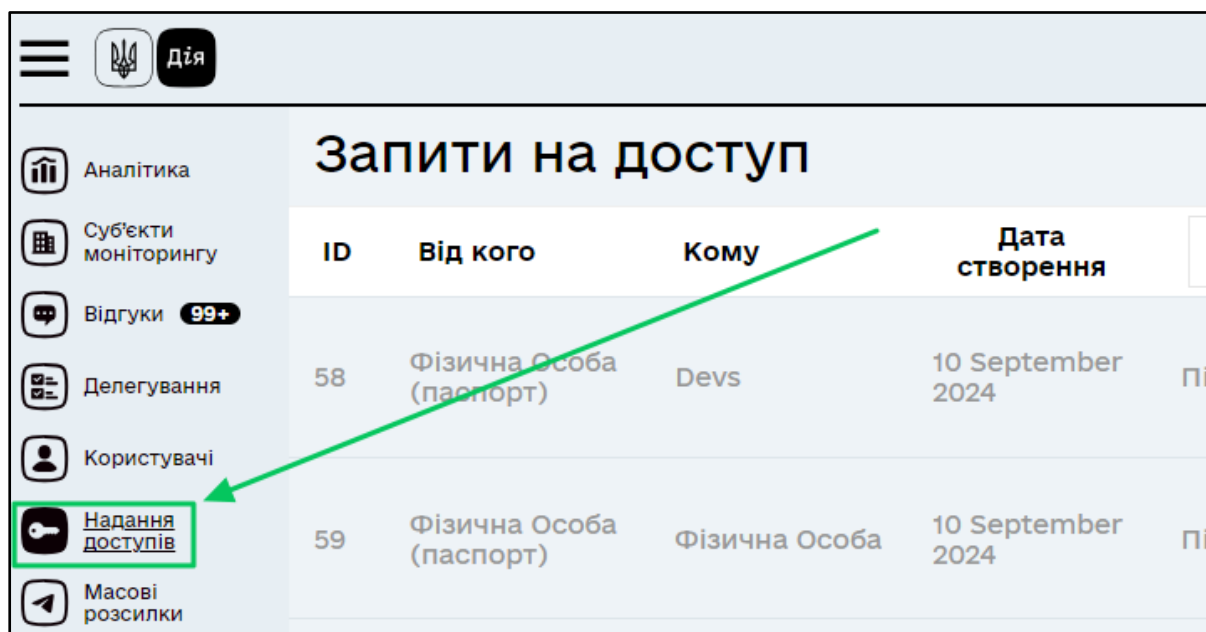 Дія
Аналітика
Суб'єкти
моніторингу
Відгуки 99+
Делегування
Користувачі
Надання
доступів
Масові
розсилки
Запити на доступ
ID Від кого Кому Дата
створення
58 Фізична Особа
(паспорт) Devs 10 September
2024
59 Фізична Особа
(паспорт) Фізична Особа 10 September
2024